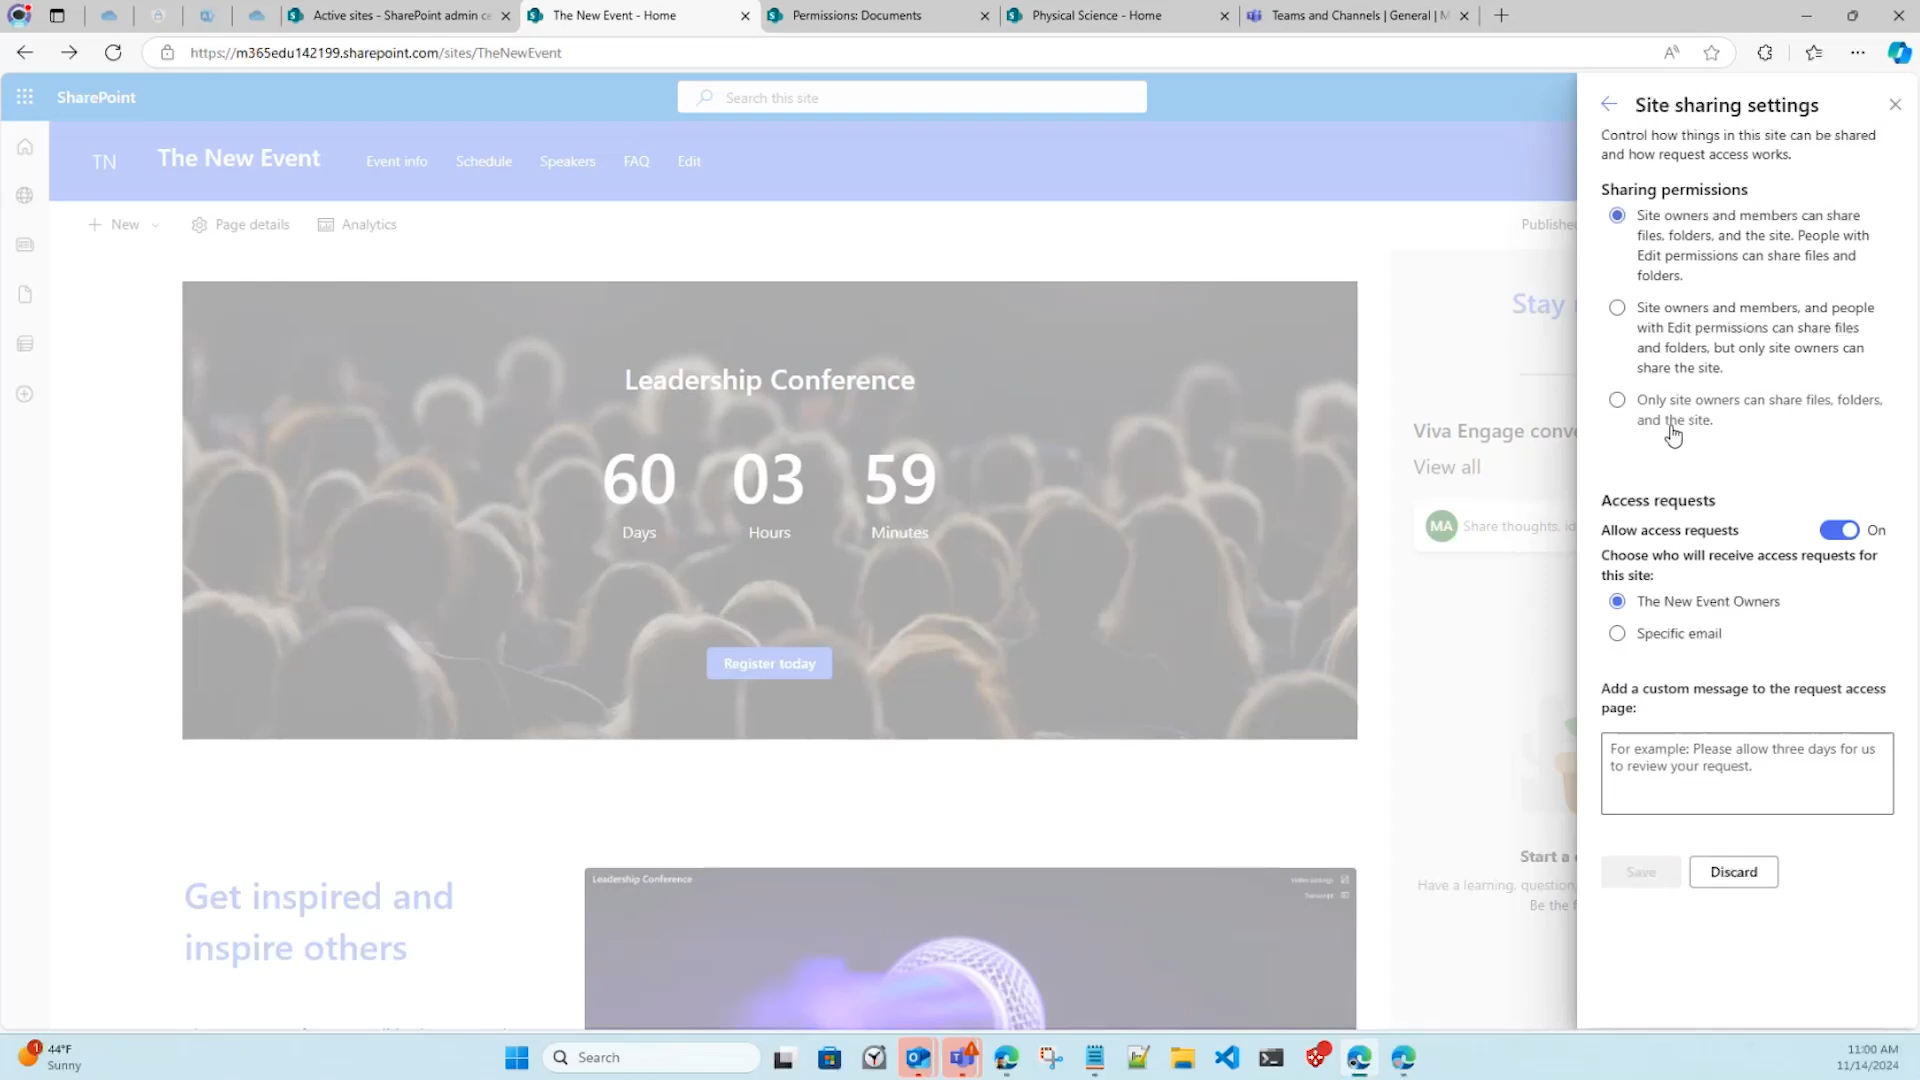 Active sites - SharePoint admin ce
The New Event - Home
Permissions: Documents
Physical Science - Home
Teams and Channels | General | M
https://m365edu142199.sharepoint.com/sites/TheNewEvent
SharePoint
Search this site
TN
The New Event
Event info
Schedule
Speakers
FAQ
Edit
New
Page details
Analytics
Published
Leadership Conference
60
03
59
Days
Hours
Minutes
Register today
Get inspired and
inspire others
Leadership Conference
Transcript
Stay
Viva Engage conve
View all
MA
Share thoughts, id
Start a
Have a learning, question,
Be the f
Site sharing settings
Control how things in this site can be shared
and how request access works.
Sharing permissions
Site owners and members can share
files, folders, and the site. People with
Edit permissions can share files and
folders.
Site owners and members, and people
with Edit permissions can share files
and folders, but only site owners can
share the site.
Only site owners can share files, folders,
and the site.
Access requests
Allow access requests
On
Choose who will receive access requests for
this site:
The New Event Owners
Specific email
Add a custom message to the request access
page:
For example: Please allow three days for us
to review your request.
Save
Discard
1
44°F
Sunny
Search
11:00 AM
11/14/2024